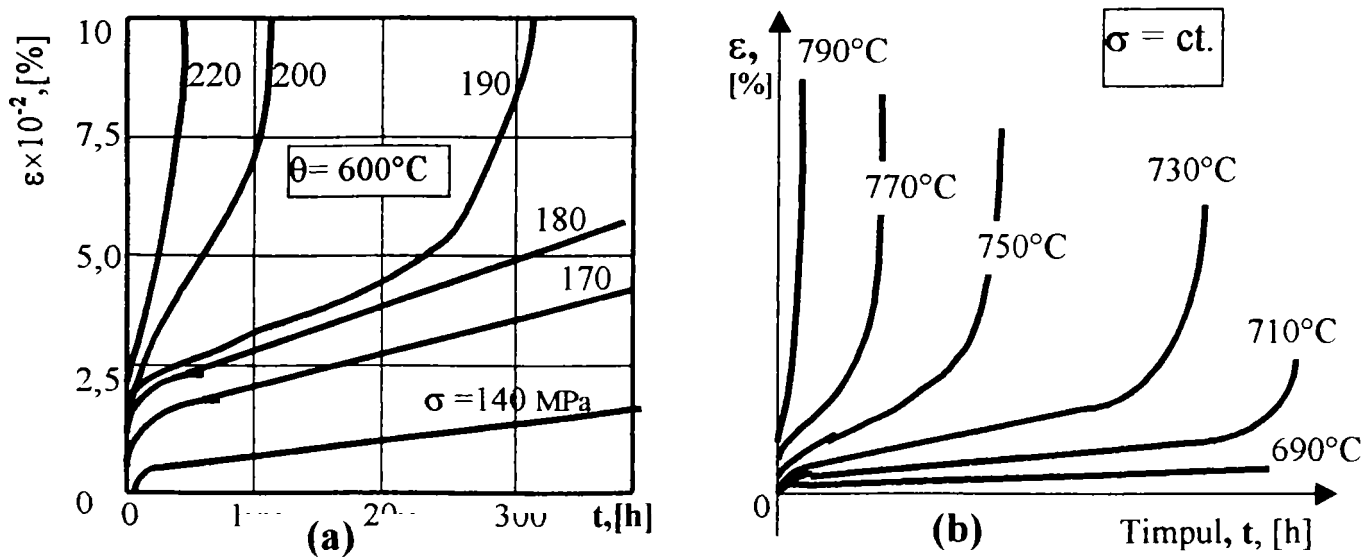 ε×10⁻², [%]
10
7,5
5,0
2,5
0
220
200
190
θ= 600°C
180
170
σ =140 MPa
0
300
t,[h]
(a)
ε,
[%]
σ = ct.
790°C
770°C
750°C
730°C
710°C
690°C
0
(b)
Timpul, t, [h]